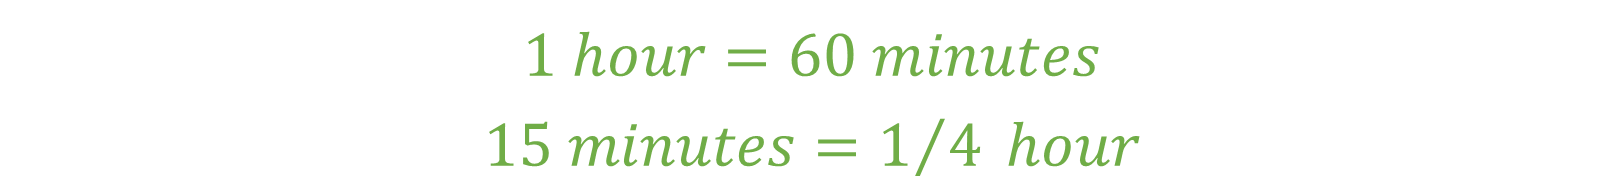 1 hour = 60 minutes
15 minutes = 1/4 hour